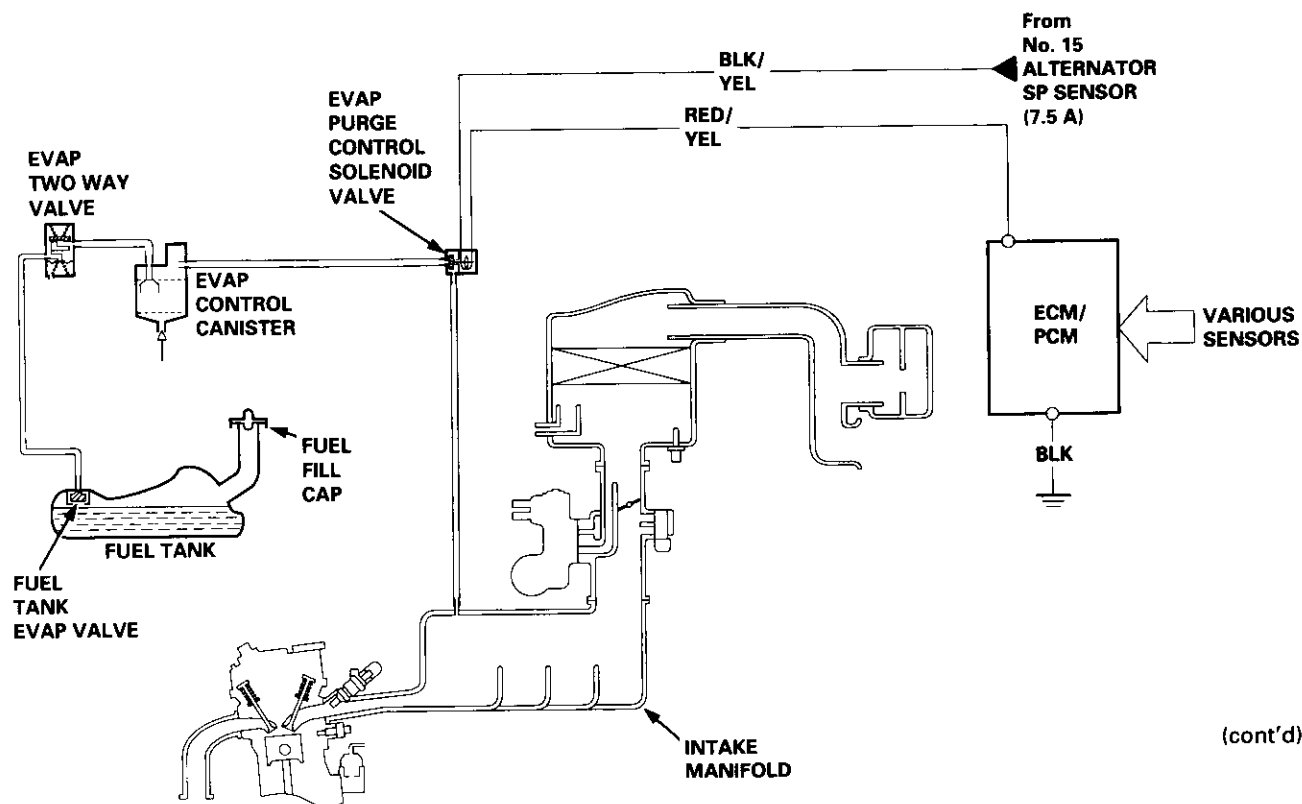 From
No. 15
ALTERNATOR
SP SENSOR
(7.5 A)
BLK/
YEL
RED/
YEL
EVAP
PURGE
CONTROL
SOLENOID
VALVE
EVAP
TWO WAY
VALVE
EVAP
CONTROL
CANISTER
ECM/
PCM
VARIOUS
SENSORS
BLK
FUEL
FILL
CAP
FUEL TANK
FUEL
TANK
EVAP VALVE
INTAKE
MANIFOLD
(cont'd)